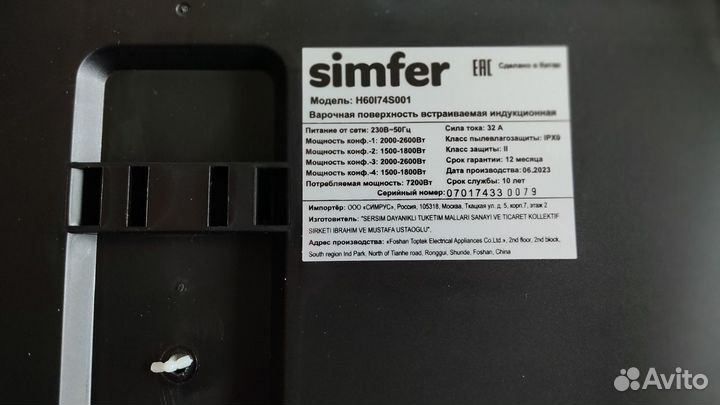 simfer EAC Сделано в Китае
Модель: H60I74S001
Варочная поверхность встраиваемая индукционная
Питание от сети: 230В~50Гц Сила тока: 32 А
Мощность конф.-1: 2000-2600Вт Класс пылевлагозащиты: IPX0
Мощность конф.-2: 1500-1800Вт Класс защиты: II
Мощность конф.-3: 2000-2600Вт Срок гарантии: 12 месяца
Мощность конф.-4: 1500-1800Вт Дата производства: 06.2023
Потребляемая мощность: 7200Вт Срок службы: 10 лет
Серийный номер: 07017433 0079
Импортёр: ООО «СИМРУС», Россия, 105318, Москва, Ткацкая ул. д. 5, корп.7, этаж 2
Изготовитель: "SERSIM DAYANIKLI TUKETIM MALLARI SANAYI VE TICARET KOLLEKTIF
SIRKETI IBRAHIM VE MUSTAFA USTAOGLU",
Адрес производства: «Foshan Toptek Electrical Appliances Co.Ltd.», 2nd floor, 2nd block,
South region Ind Park, North of Tianhe road, Ronggui, Shunde, Foshan, China
Avito